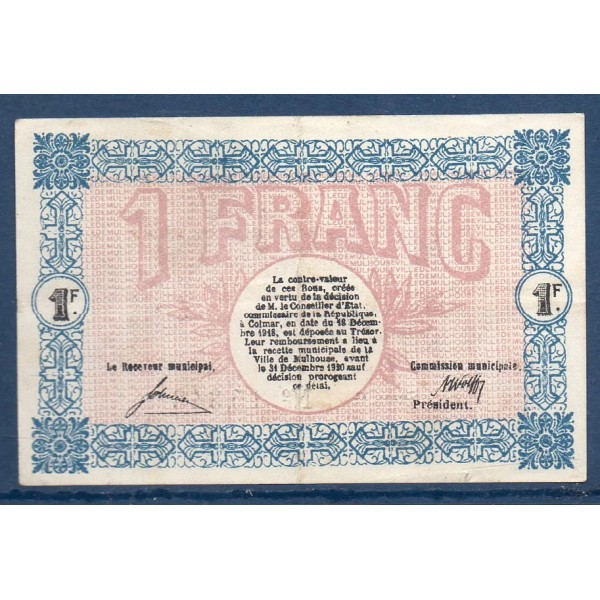 1 FRANC
La contre-valeur
de ces Bons, créés
en vertu de la décision
de M. le Conseiller d'Etat,
commissaire de la République,
à Colmar, en date du 18 Décem-
bre 1918, est déposée au Trésor.
Leur remboursement a lieu à
la recette municipale de la
Ville de Mulhouse, avant
le 31 Décembre 1920 sauf
décision prorogeant
ce délai.
1F.
1F.
Le Receveur municipal,
Commission municipale,
Président.